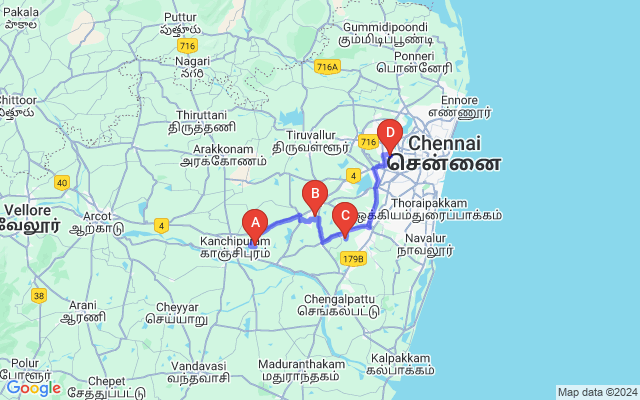 Pakala
Puttur
புத்தூர்
716
Nagari
நகரி
Gummidipoondi
கும்மிடிப்பூண்டி
Ponneri
பொன்னேரி
716A
Chittoor
Ennore
எண்ணூர்
Thiruttani
திருத்தணி
Tiruvallur
திருவள்ளூர்
716
D
Chennai
சென்னை
Arakkonam
அரக்கோணம்
4
40
Vellore
வேலூர்
Arcot
ஆற்காடு
4
A
B
C
Thoraipakkam
ஒக்கியம்துரைப்பாக்கம்
Kanchipuram
காஞ்சிபுரம்
Navalur
நாவலூர்
179B
38
Arani
ஆரணி
Cheyyar
செய்யாறு
Chengalpattu
செங்கல்பட்டு
Polur
போளூர்
Vandavasi
வந்தவாசி
Maduranthakam
மதுராந்தகம்
Kalpakkam
கல்பாக்கம்
Chepet
சேத்துப்பட்டு
Google
Map data ©2024